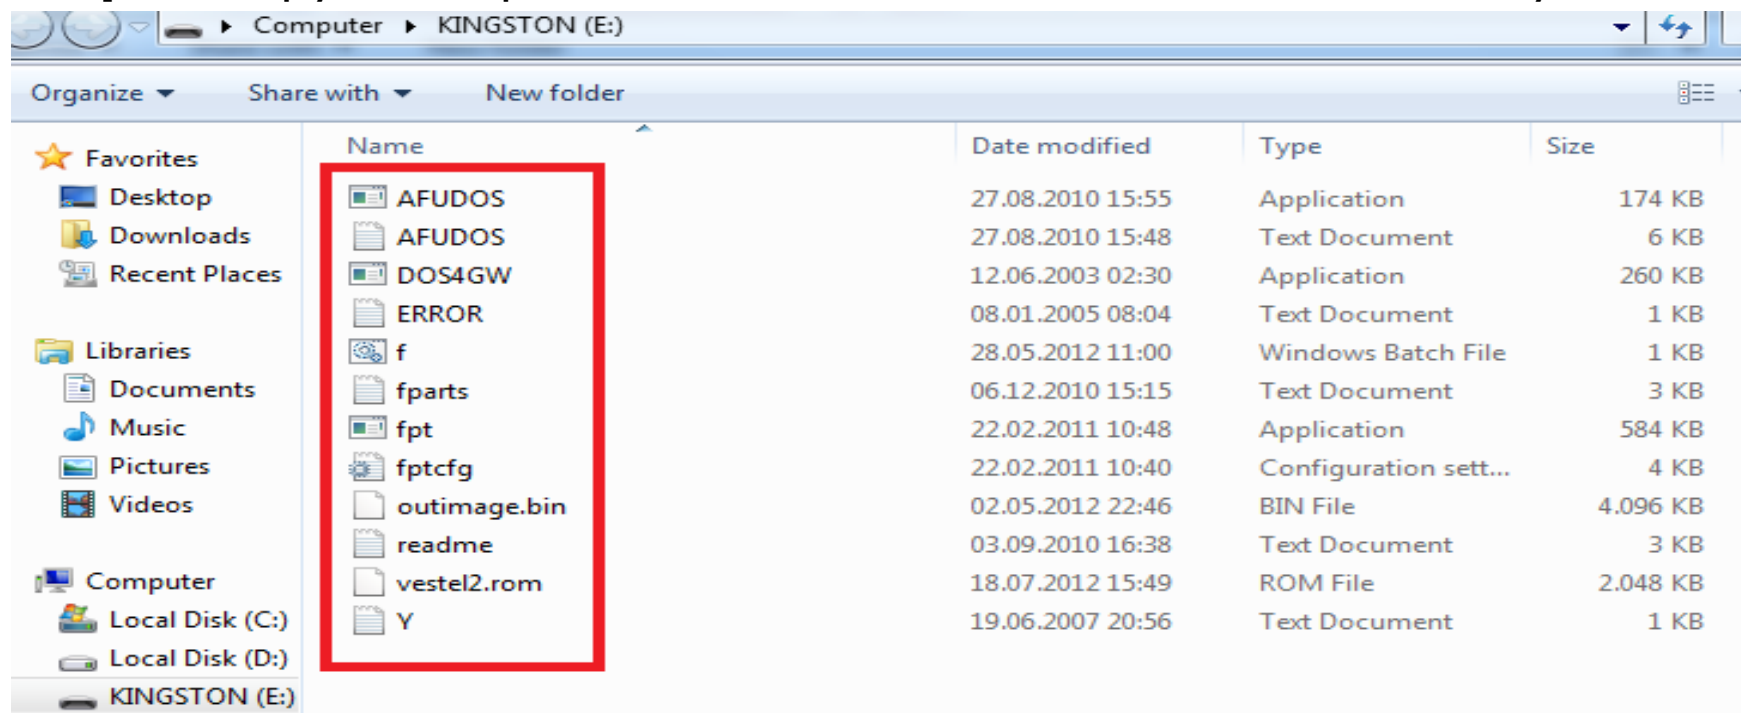 Computer KINGSTON (E:)
Organize Share with New folder
Name Date modified Type Size
Favorites
Desktop
Downloads
Recent Places
Libraries
Documents
Music
Pictures
Videos
Computer
Local Disk (C:)
Local Disk (D:)
KINGSTON (E:)
AFUDOS 27.08.2010 15:55 Application 174 KB
AFUDOS 27.08.2010 15:48 Text Document 6 KB
DOS4GW 12.06.2003 02:30 Application 260 KB
ERROR 08.01.2005 08:04 Text Document 1 KB
f 28.05.2012 11:00 Windows Batch File 1 KB
fparts 06.12.2010 15:15 Text Document 3 KB
fpt 22.02.2011 10:48 Application 584 KB
fptcfg 22.02.2011 10:40 Configuration sett... 4 KB
outimage.bin 02.05.2012 22:46 BIN File 4.096 KB
readme 03.09.2010 16:38 Text Document 3 KB
vestel2.rom 18.07.2012 15:49 ROM File 2.048 KB
Y 19.06.2007 20:56 Text Document 1 KB